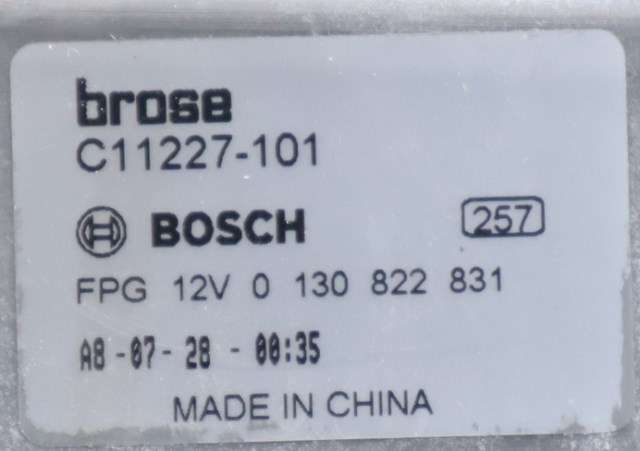 brose
C11227-101
BOSCH 257
FPG 12V 0 130 822 831
A8-07-28-00:35
MADE IN CHINA